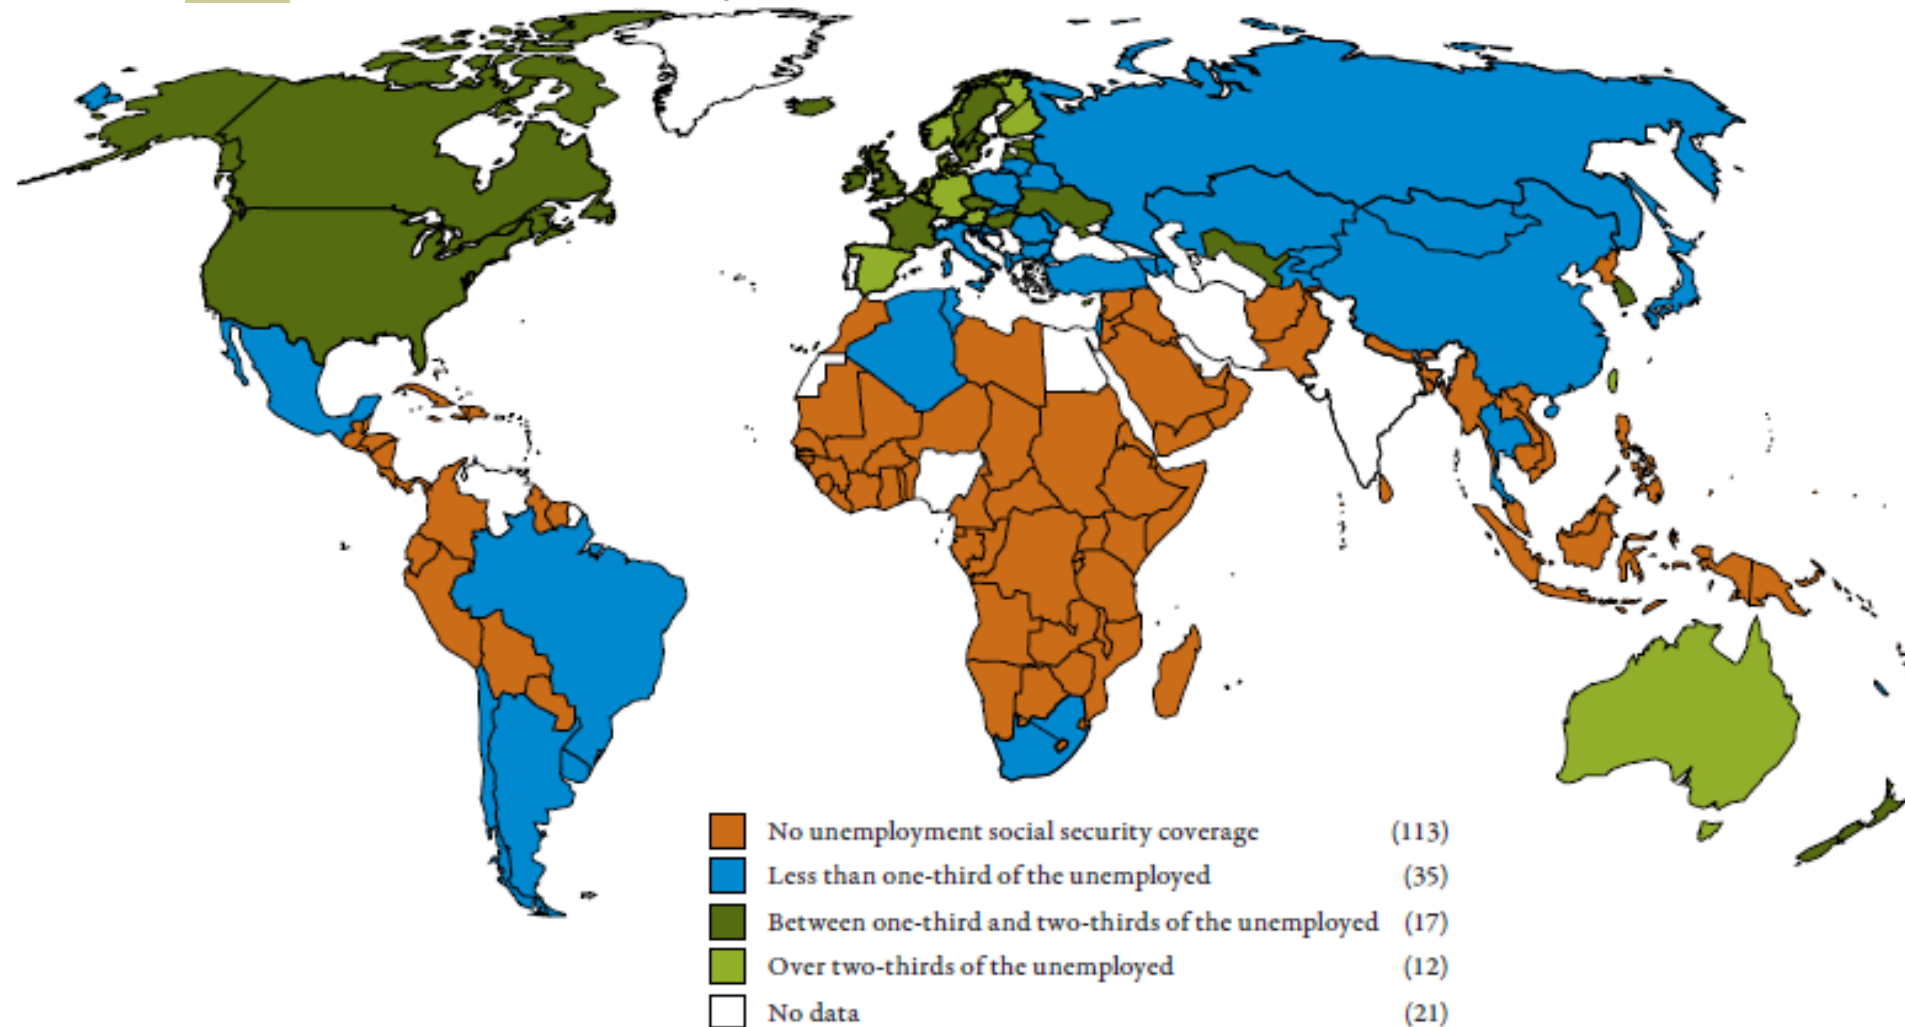 No unemployment social security coverage (113)
Less than one-third of the unemployed (35)
Between one-third and two-thirds of the unemployed (17)
Over two-thirds of the unemployed (12)
No data (21)